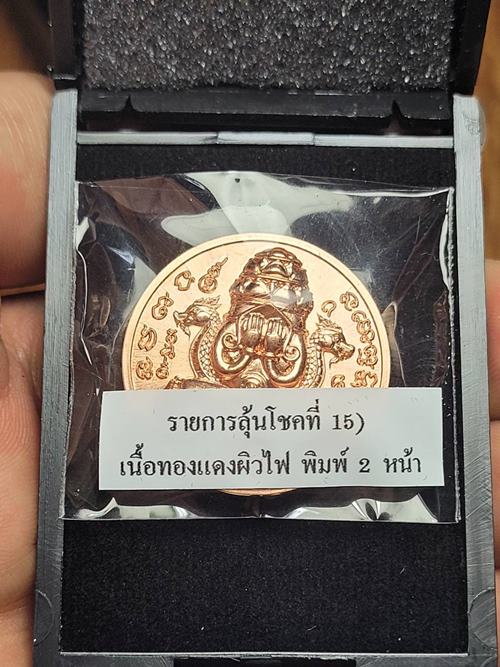 รายการลุ้นโชคที่ 15)
เนื้อทองแดงผิวไฟ พิมพ์ 2 หน้า